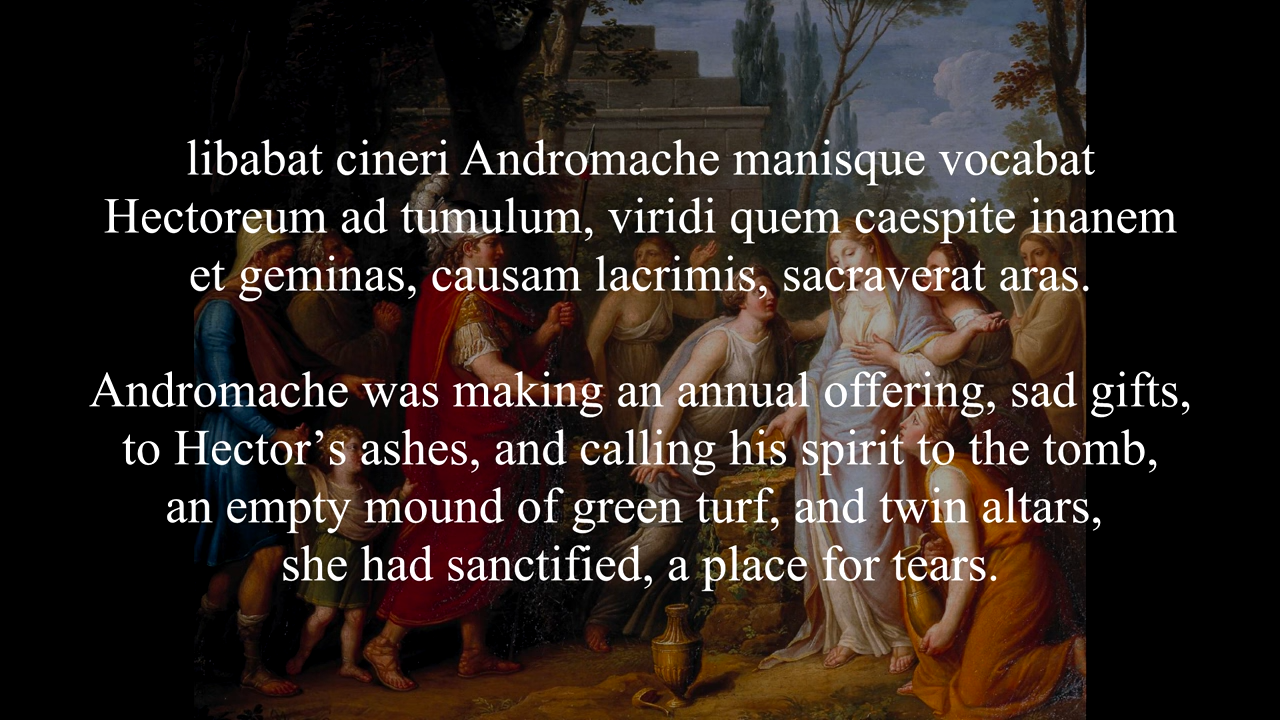 libabat cineri Andromache manisque vocabat
Hectoreum ad tumulum, viridi quem caespite inanem
et geminas, causam lacrimis, sacraverat aras.
Andromache was making an annual offering, sad gifts,
to Hector’s ashes, and calling his spirit to the tomb,
an empty mound of green turf, and twin altars,
she had sanctified, a place for tears.